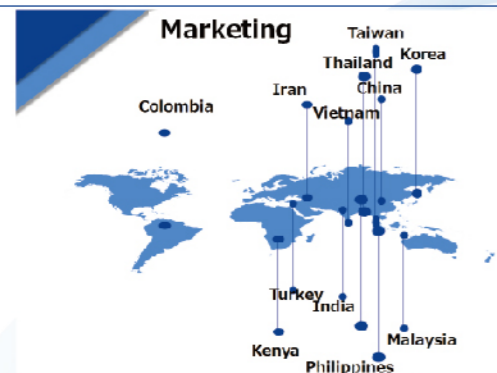 Marketing
Taiwan
Korea
Thailand
China
Iran
Vietnam
Colombia
Turkey
India
Malaysia
Kenya
Philippines